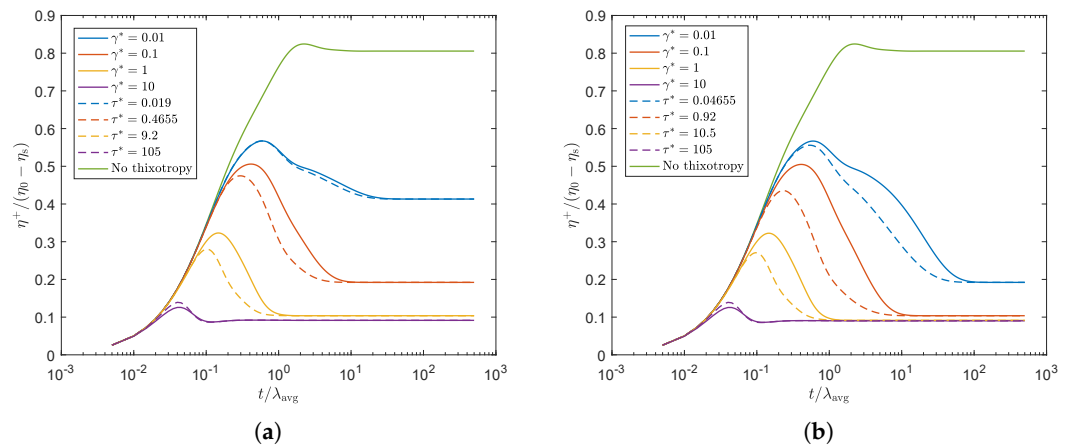 0.9
0.8
0.7
0.6
0.5
0.4
0.3
0.2
0.1
0
η⁺/(η₀ − ηₛ)
γ* = 0.01
γ* = 0.1
γ* = 1
γ* = 10
τ* = 0.019
τ* = 0.4655
τ* = 9.2
τ* = 105
No thixotropy
10⁻³ 10⁻² 10⁻¹ 10⁰ 10¹ 10² 10³
t/λavg
(a)
0.9
0.8
0.7
0.6
0.5
0.4
0.3
0.2
0.1
0
η⁺/(η₀ − ηₛ)
γ* = 0.01
γ* = 0.1
γ* = 1
γ* = 10
τ* = 0.04655
τ* = 0.92
τ* = 10.5
τ* = 105
No thixotropy
10⁻³ 10⁻² 10⁻¹ 10⁰ 10¹ 10² 10³
t/λavg
(b)